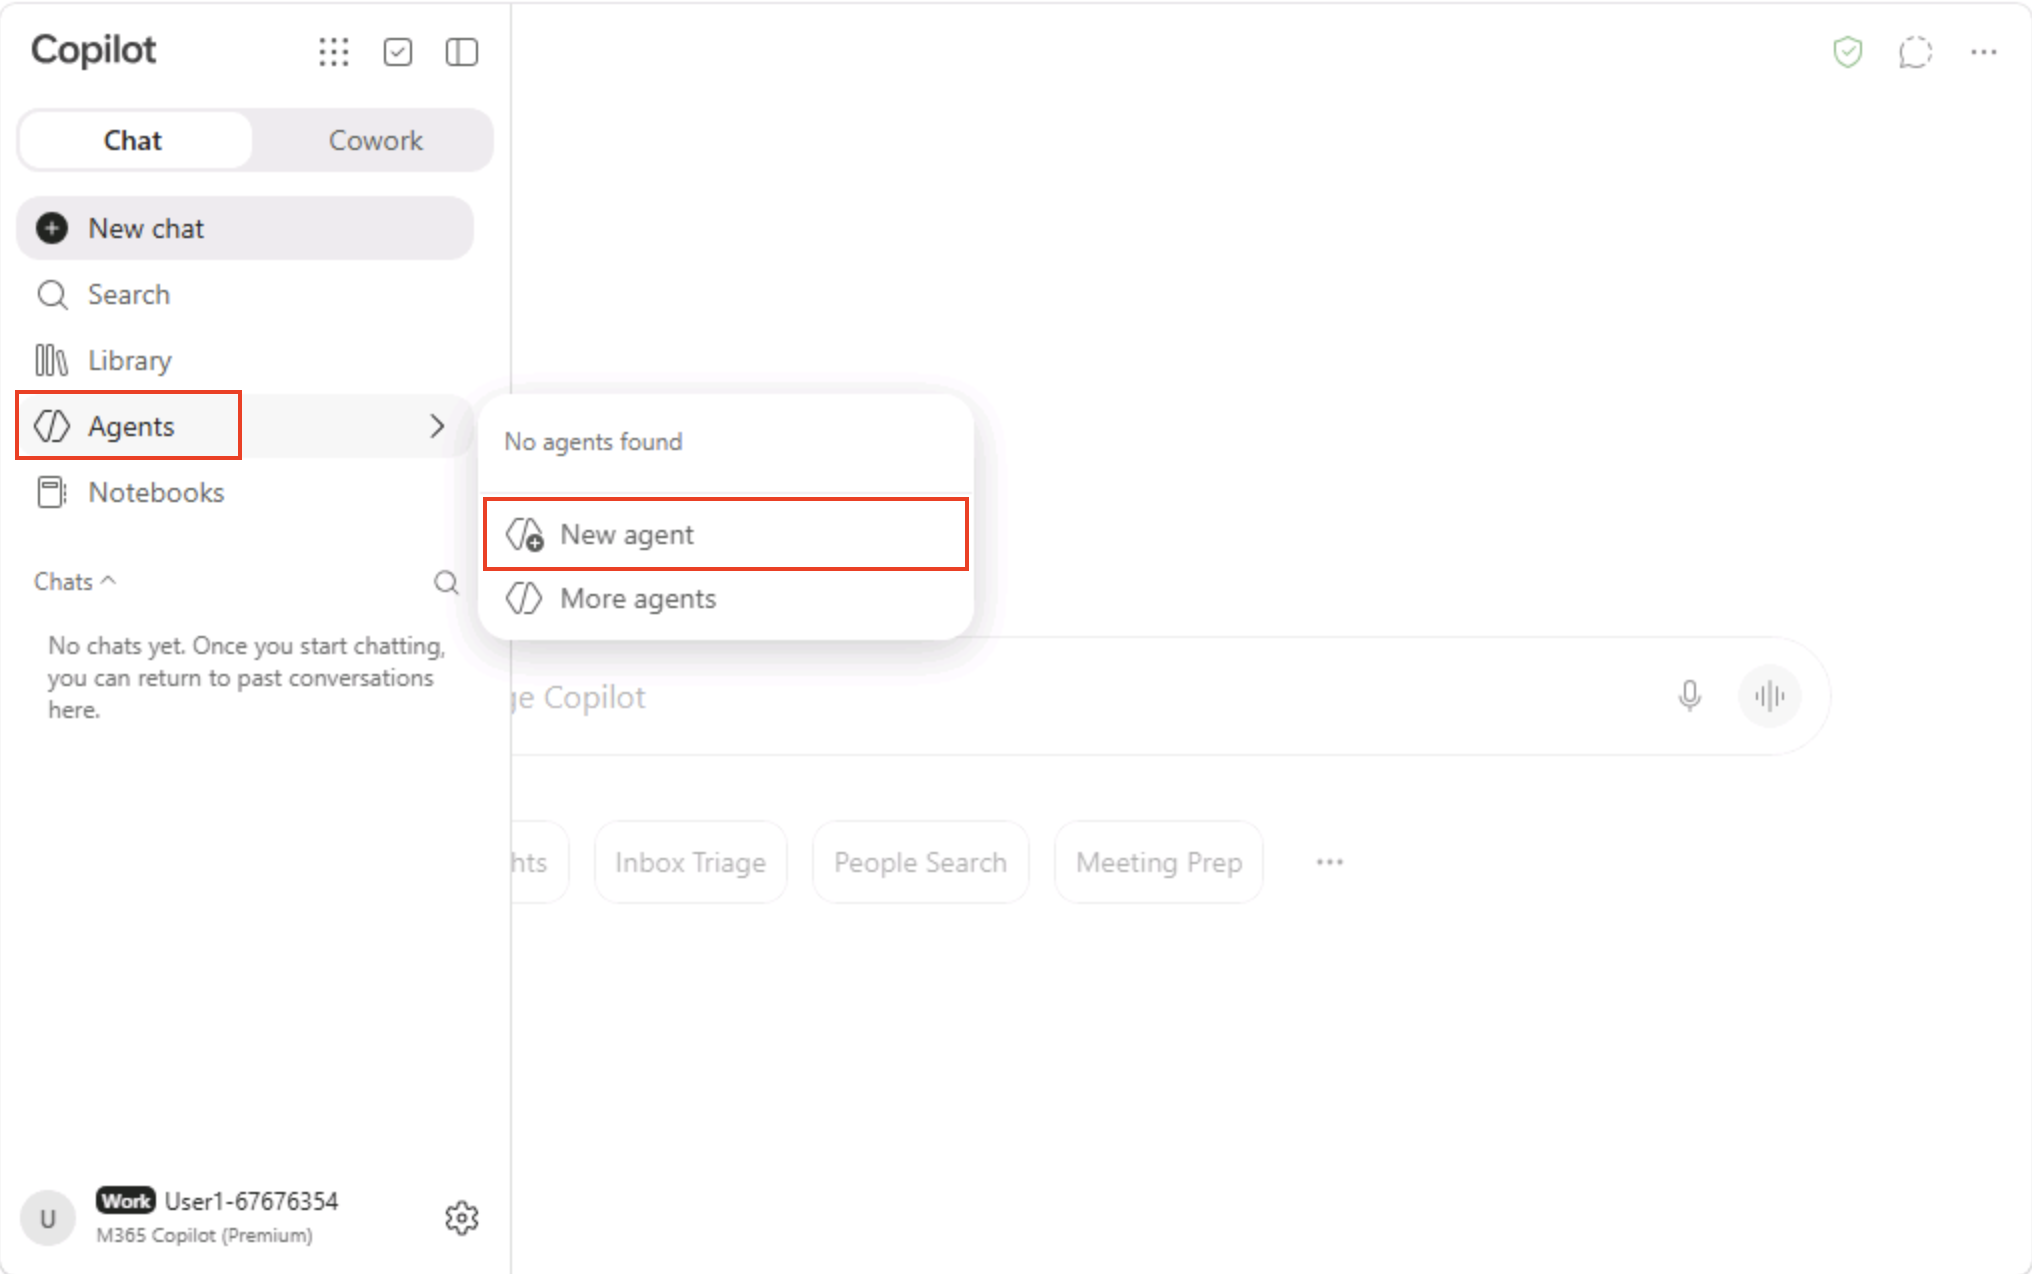 Copilot
Chat
Cowork
New chat
Search
Library
Agents
Notebooks
No agents found
New agent
More agents
Chats
No chats yet. Once you start chatting,
you can return to past conversations
here.
Copilot
Inbox Triage
People Search
Meeting Prep
U
Work User1-67676354
M365 Copilot (Premium)